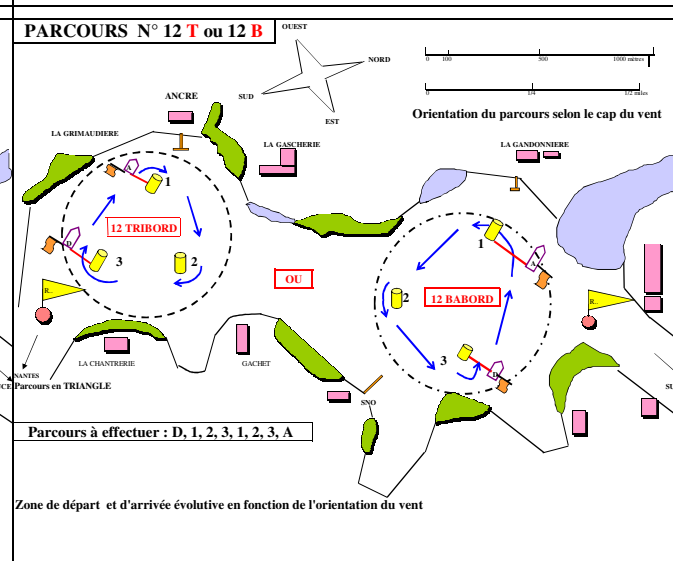 PARCOURS N° 12 T ou 12 B
OUEST
NORD
SUD
EST
0 100 500 1000 mètres
0 1/4 1/2 miles
Orientation du parcours selon le cap du vent
ANCRE
LA GRIMAUDIERE
LA GASCHERIE
LA GANDONNIERE
A
1
12 TRIBORD
D
3
2
R..
OU
1
A
2
12 BABORD
R..
3
D
LA CHANTRERIE
GACHET
NANTES
Parcours en TRIANGLE
SNO
Parcours à effectuer : D, 1, 2, 3, 1, 2, 3, A
Zone de départ et d'arrivée évolutive en fonction de l'orientation du vent